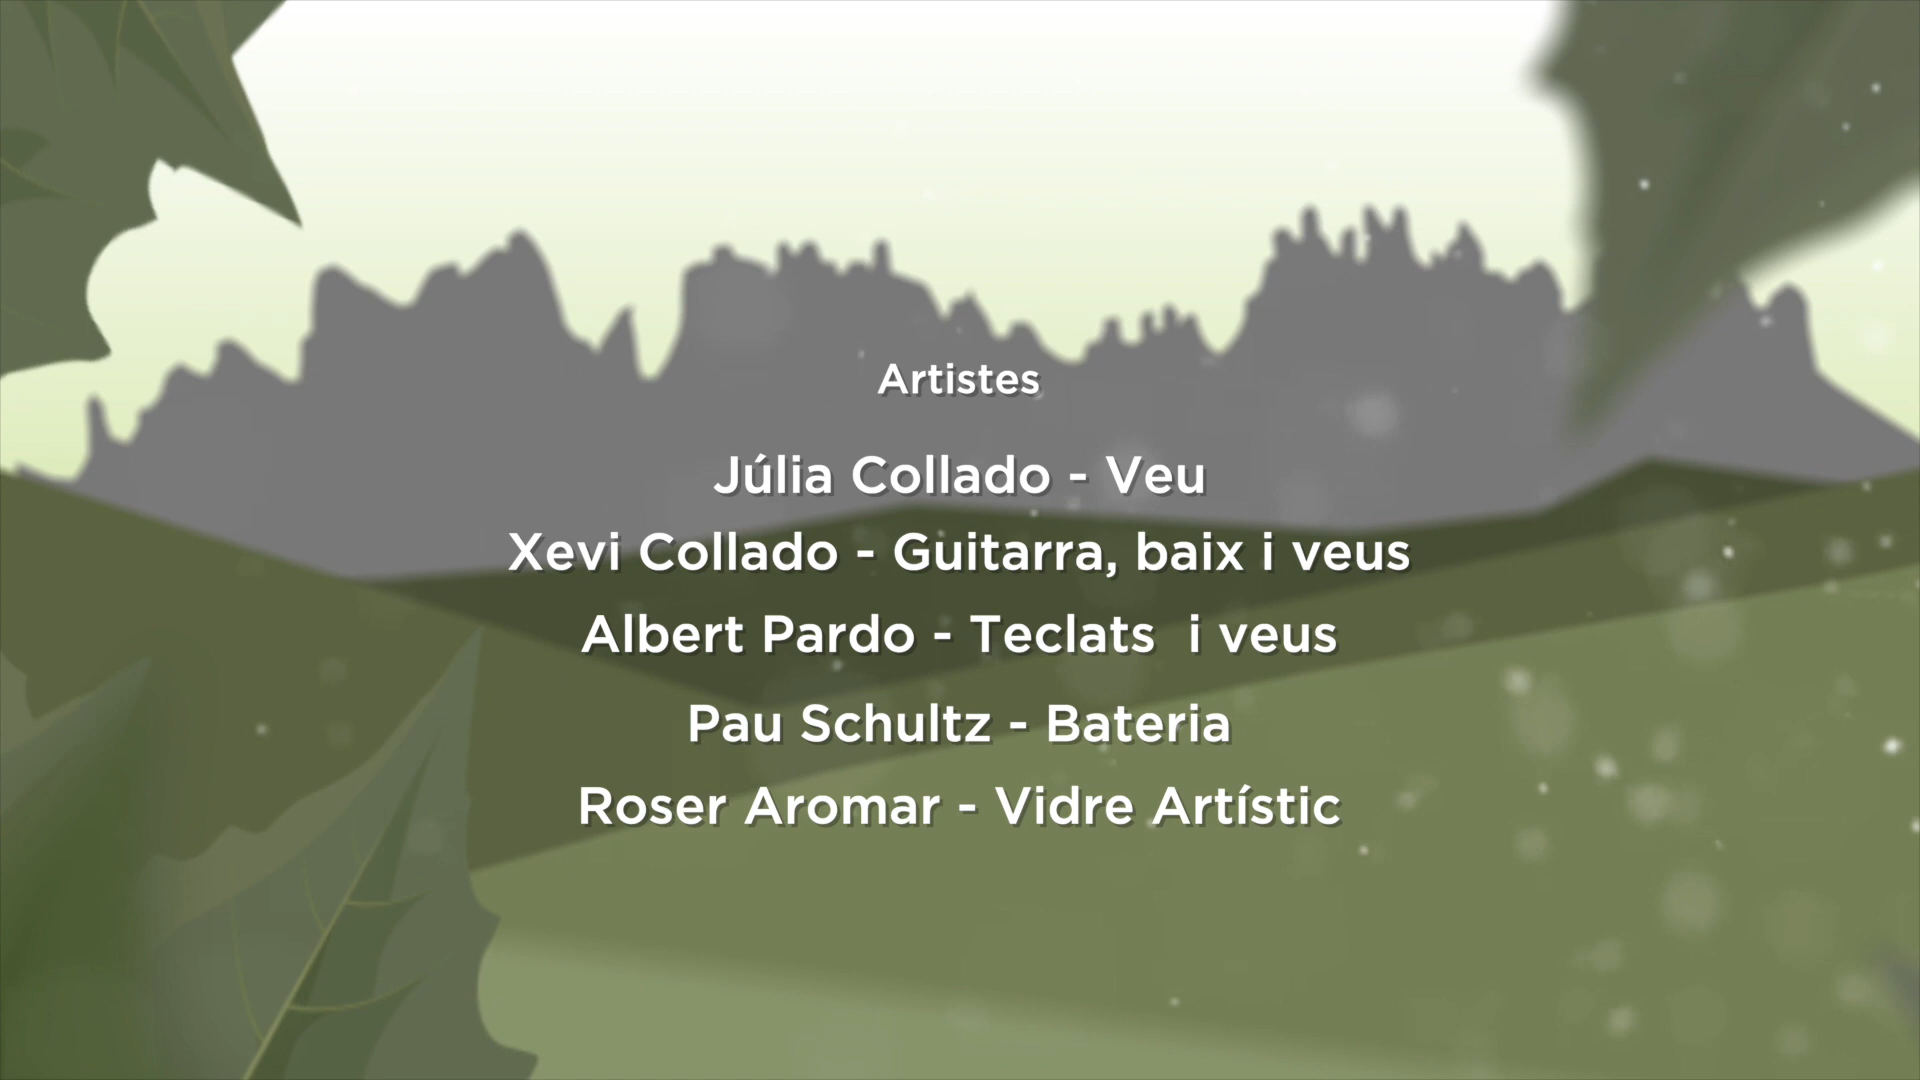 Artistes
Júlia Collado - Veu
Xevi Collado - Guitarra, baix i veus
Albert Pardo - Teclats  i veus
Pau Schultz - Bateria
Roser Aromar - Vidre Artístic